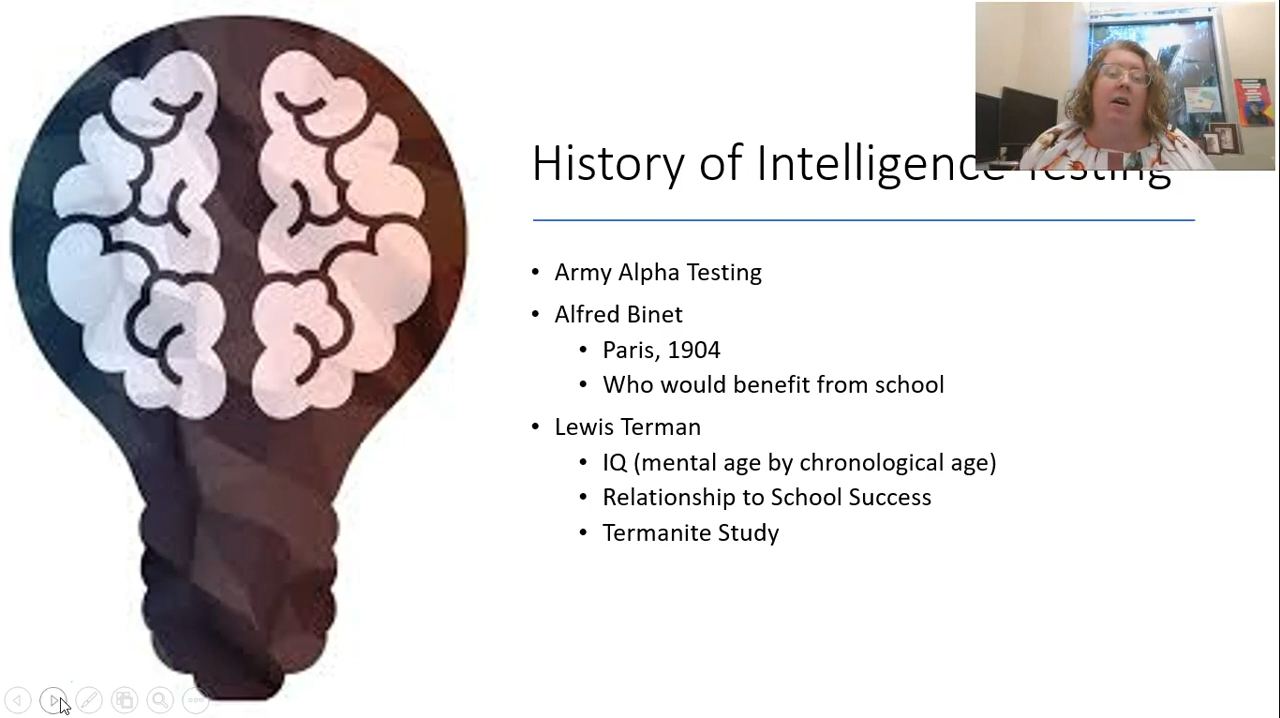 History of Intelligence Testing
Army Alpha Testing
Alfred Binet
Paris, 1904
Who would benefit from school
Lewis Terman
IQ (mental age by chronological age)
Relationship to School Success
Termanite Study